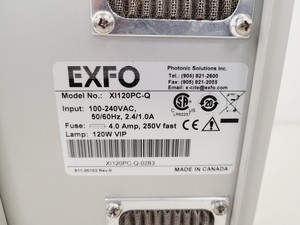 EXFO
Photonic Solutions Inc.
Tel: (905) 821-2600
Fax: (905) 821-2055
Email: x-cite@exfo.com
Model No.: XI120PC-Q
Input: 100-240VAC,
50/60Hz, 2.4/1.0A
Fuse: 4.0 Amp, 250V fast
Lamp: 120W VIP
LR62257
XI120PC-Q-0283
MADE IN CANADA